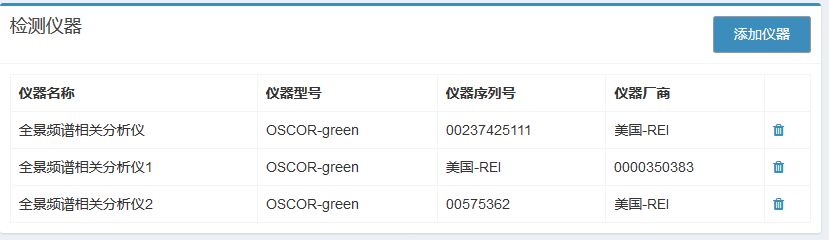 检测仪器
添加仪器
仪器名称 仪器型号 仪器序列号 仪器厂商
全景频谱相关分析仪 OSCOR-green 00237425111 美国-REI
全景频谱相关分析仪1 OSCOR-green 美国-REI 0000350383
全景频谱相关分析仪2 OSCOR-green 00575362 美国-REI